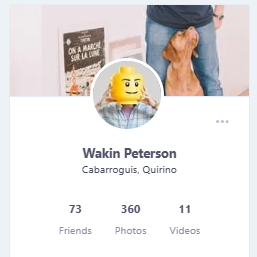 ON A MARCHÉ
SUR LA LUNE
Wakin Peterson
Cabarroguis, Quirino
73 360 11
Friends Photos Videos